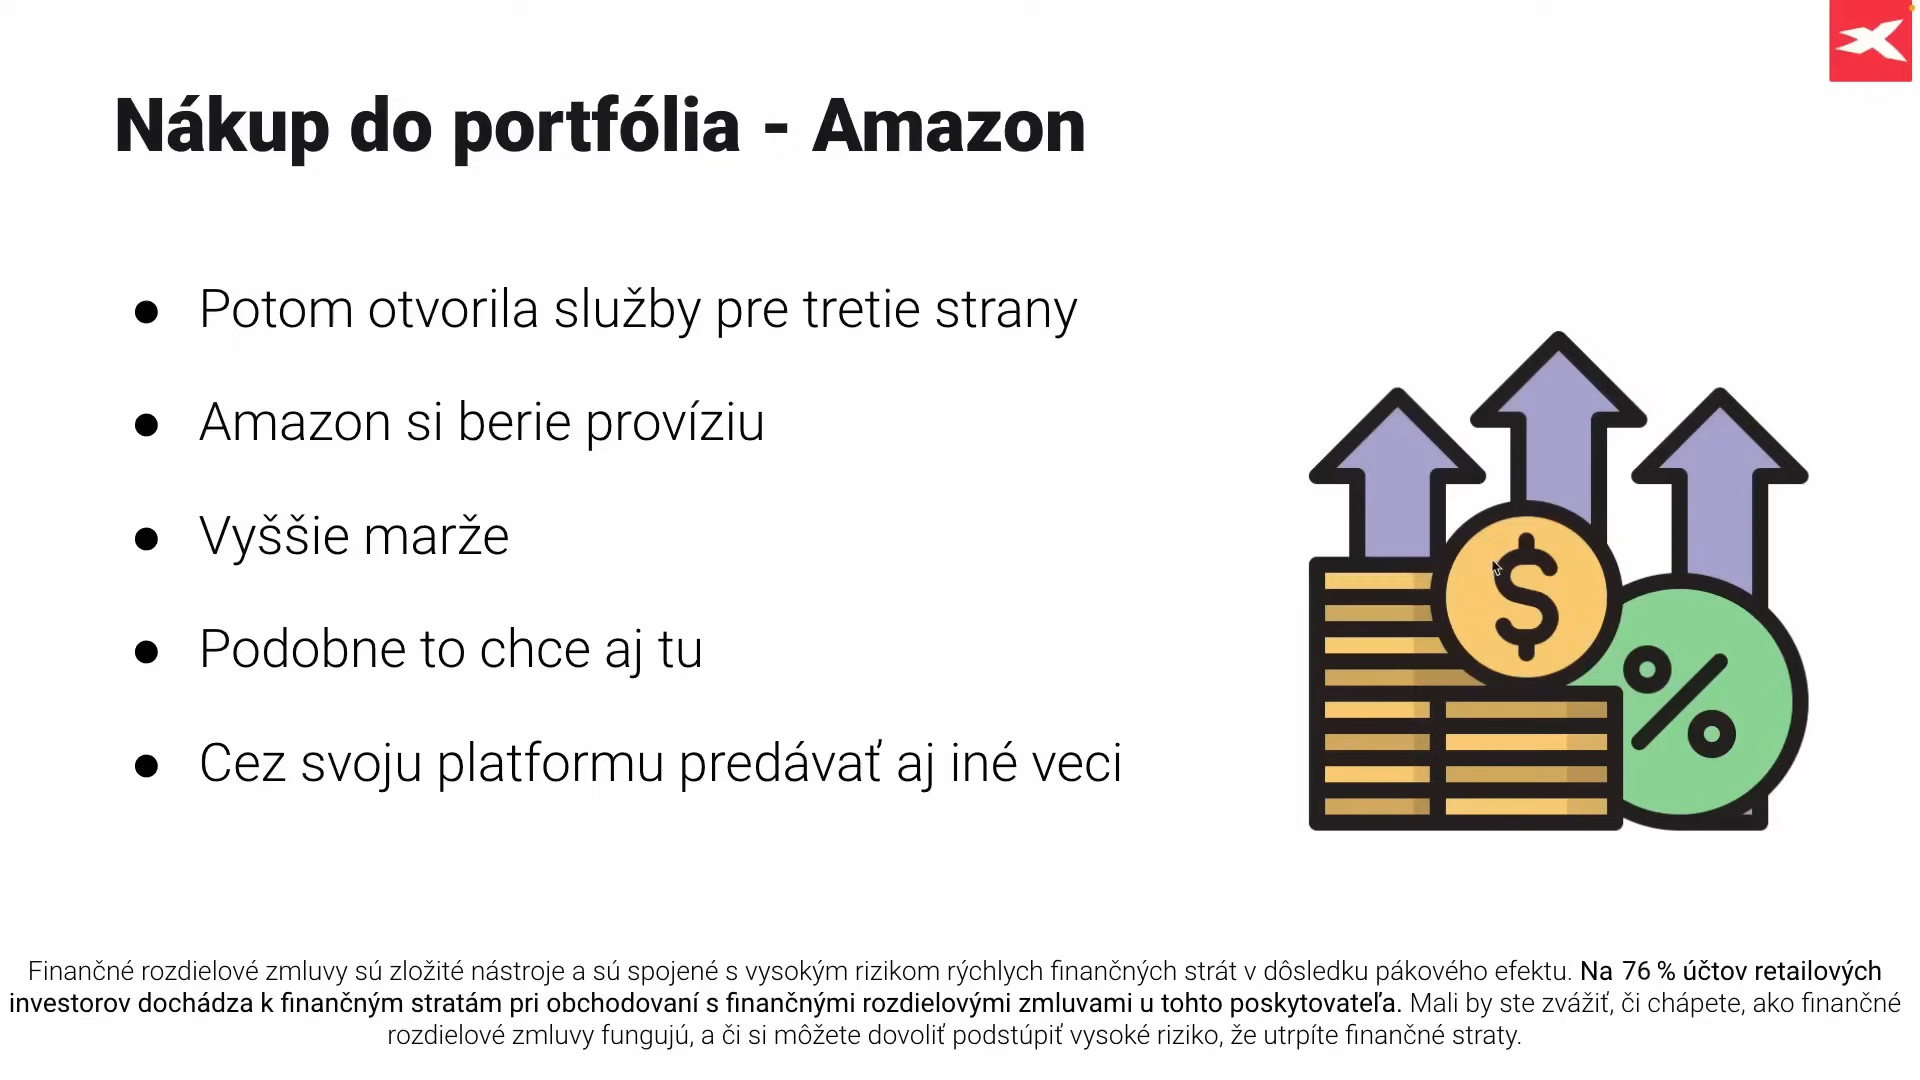 Nákup do portfólia - Amazon
● Potom otvorila služby pre tretie strany
● Amazon si berie províziu
● Vyššie marže
● Podobne to chce aj tu
● Cez svoju platformu predávať aj iné veci
$
%
Finančné rozdielové zmluvy sú zložité nástroje a sú spojené s vysokým rizikom rýchlych finančných strát v dôsledku pákového efektu. Na 76 % účtov retailových
investorov dochádza k finančným stratám pri obchodovaní s finančnými rozdielovými zmluvami u tohto poskytovateľa. Mali by ste zvážiť, či chápete, ako finančné
rozdielové zmluvy fungujú, a či si môžete dovoliť podstúpiť vysoké riziko, že utrpíte finančné straty.